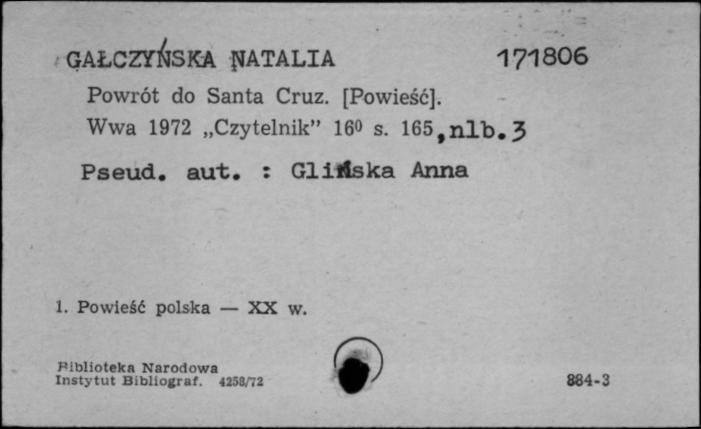 GAŁCZYŃSKA NATALIA 171806
Powrót do Santa Cruz. [Powieść].
Wwa 1972 „Czytelnik” 16⁰ s. 165, nlb. 3
Pseud. aut. : Glińska Anna
1. Powieść polska — XX w.
Biblioteka Narodowa
Instytut Bibliograf. 4258/72 884-3